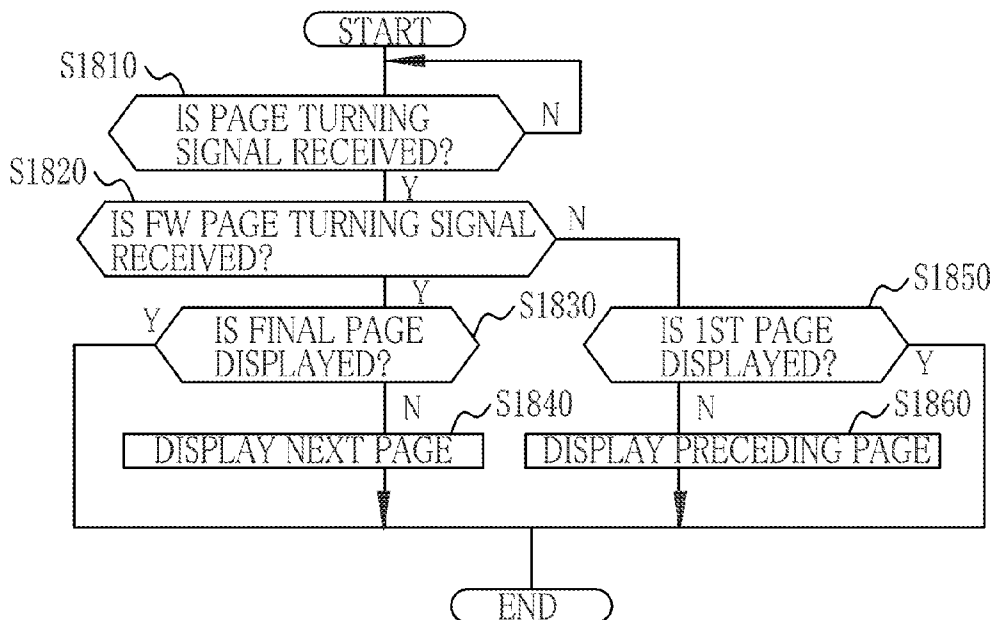 START
S1810
IS PAGE TURNING
SIGNAL RECEIVED?
N
S1820
Y
IS FW PAGE TURNING SIGNAL
RECEIVED?
N
Y
S1830
S1850
Y
IS FINAL PAGE
DISPLAYED?
IS 1ST PAGE
DISPLAYED?
Y
N
S1840
N
S1860
DISPLAY NEXT PAGE
DISPLAY PRECEDING PAGE
END